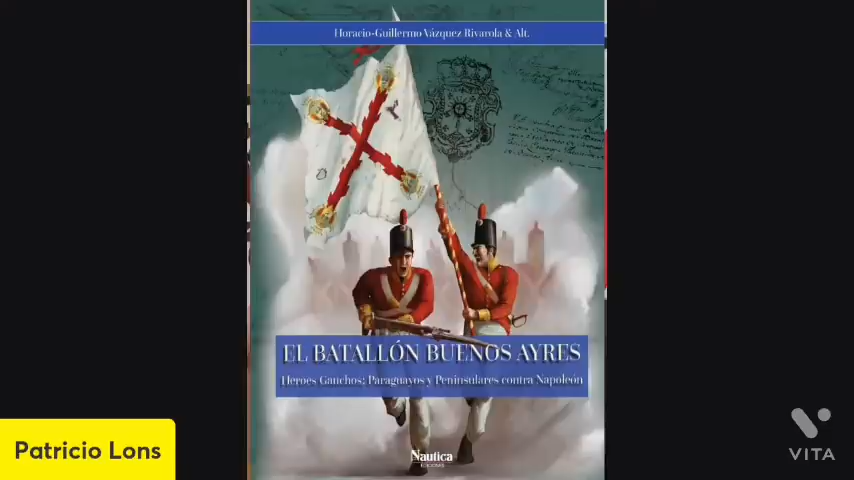 Horacio-Guillermo Vázquez Rivarola & Alt.
EL BATALLÓN BUENOS AYRES
Heroes Gauchos; Paraguayos y Peninsulares contra Napoleón
Nautica
EDICIONES
Patricio Lons
VITA